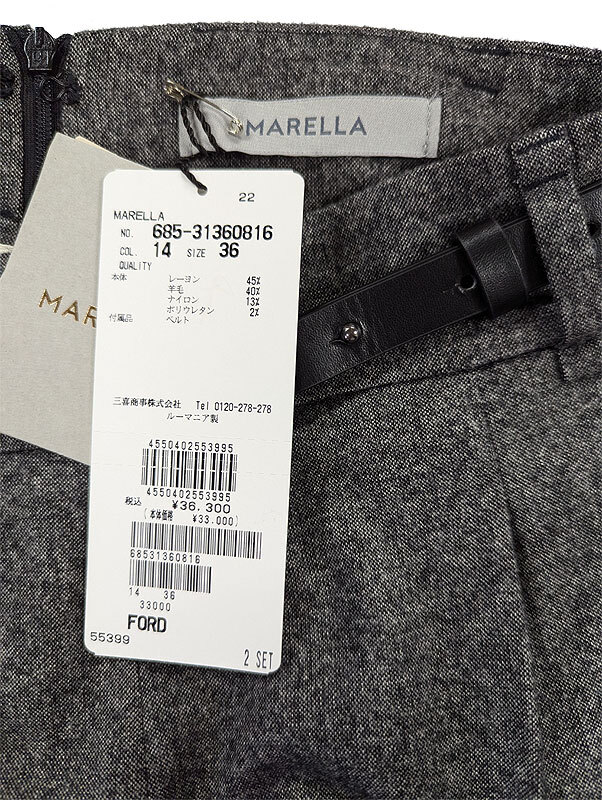 MARELLA
MAR
22
MARELLA
NO. 685-31360816
COL. 14 SIZE 36
QUALITY
本体 レーヨン 45%
羊毛 40%
ナイロン 13%
ポリウレタン 2%
付属品 ベルト
三喜商事株式会社 Tel 0120-278-278
ルーマニア製
4550402553995
4550402553995
税込 ¥36,300
(本体価格 ¥33,000)
68531360816
14 36
33000
FORD
55399
2 SET